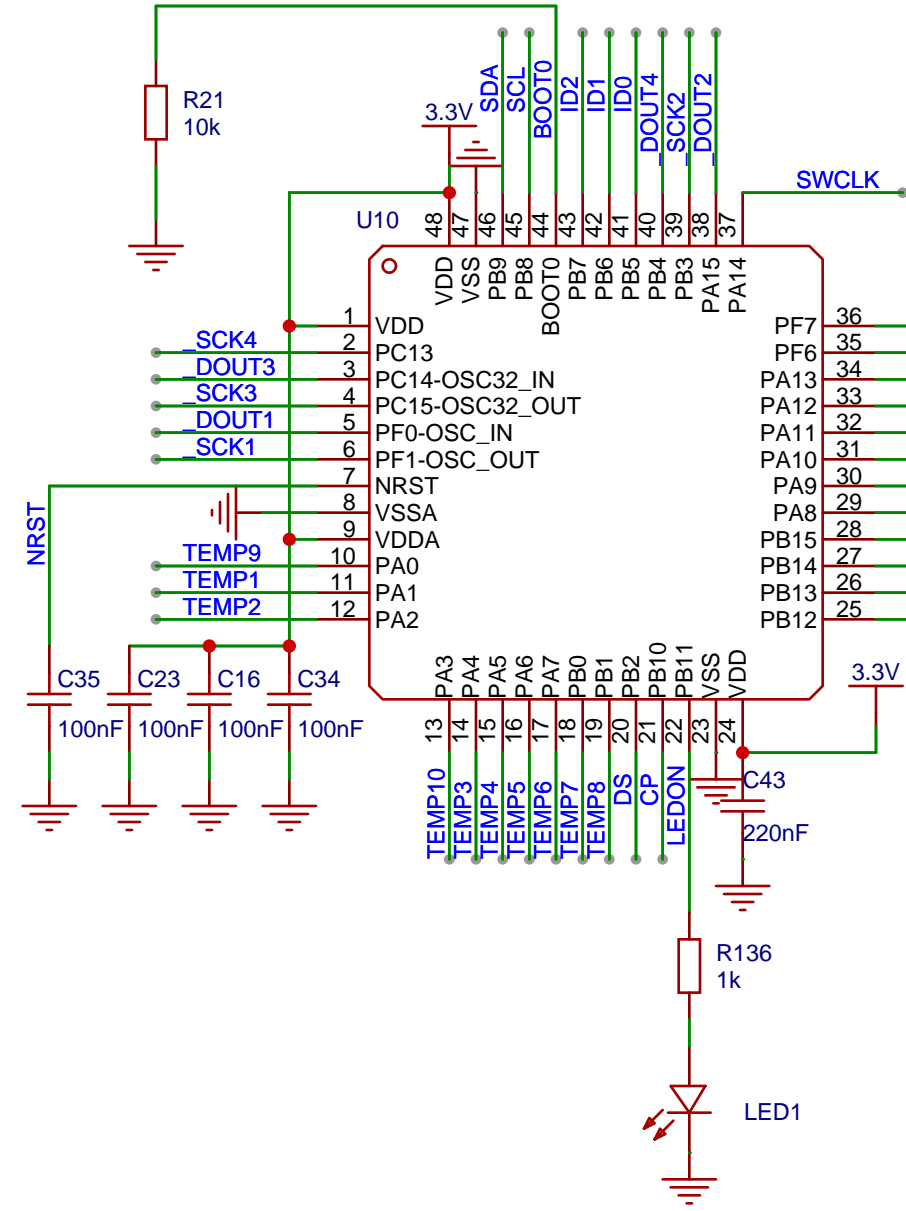 R21
10k
SDA
SCL
BOOT0
ID2
ID1
ID0
_DOUT4
_SCK2
_DOUT2
3.3V
SWCLK
U10
48
47
46
45
44
43
42
41
40
39
38
37
VDD
VSS
PB9
PB8
BOOT0
PB7
PB6
PB5
PB4
PB3
PA15
PA14
1 VDD
_SCK4 2 PC13
_DOUT3 3 PC14-OSC32_IN
_SCK3 4 PC15-OSC32_OUT
_DOUT1 5 PF0-OSC_IN
_SCK1 6 PF1-OSC_OUT
7 NRST
8 VSSA
9 VDDA
TEMP9 10 PA0
TEMP1 11 PA1
TEMP2 12 PA2
NRST
PF7 36
PF6 35
PA13 34
PA12 33
PA11 32
PA10 31
PA9 30
PA8 29
PB15 28
PB14 27
PB13 26
PB12 25
C35
100nF
C23
100nF
C16
100nF
C34
100nF
PA3
PA4
PA5
PA6
PA7
PB0
PB1
PB2
PB10
PB11
VSS
VDD
13
14
15
16
17
18
19
20
21
22
23
24
3.3V
TEMP10
TEMP3
TEMP4
TEMP5
TEMP6
TEMP7
TEMP8
DS
CP
LEDON
C43
220nF
R136
1k
LED1